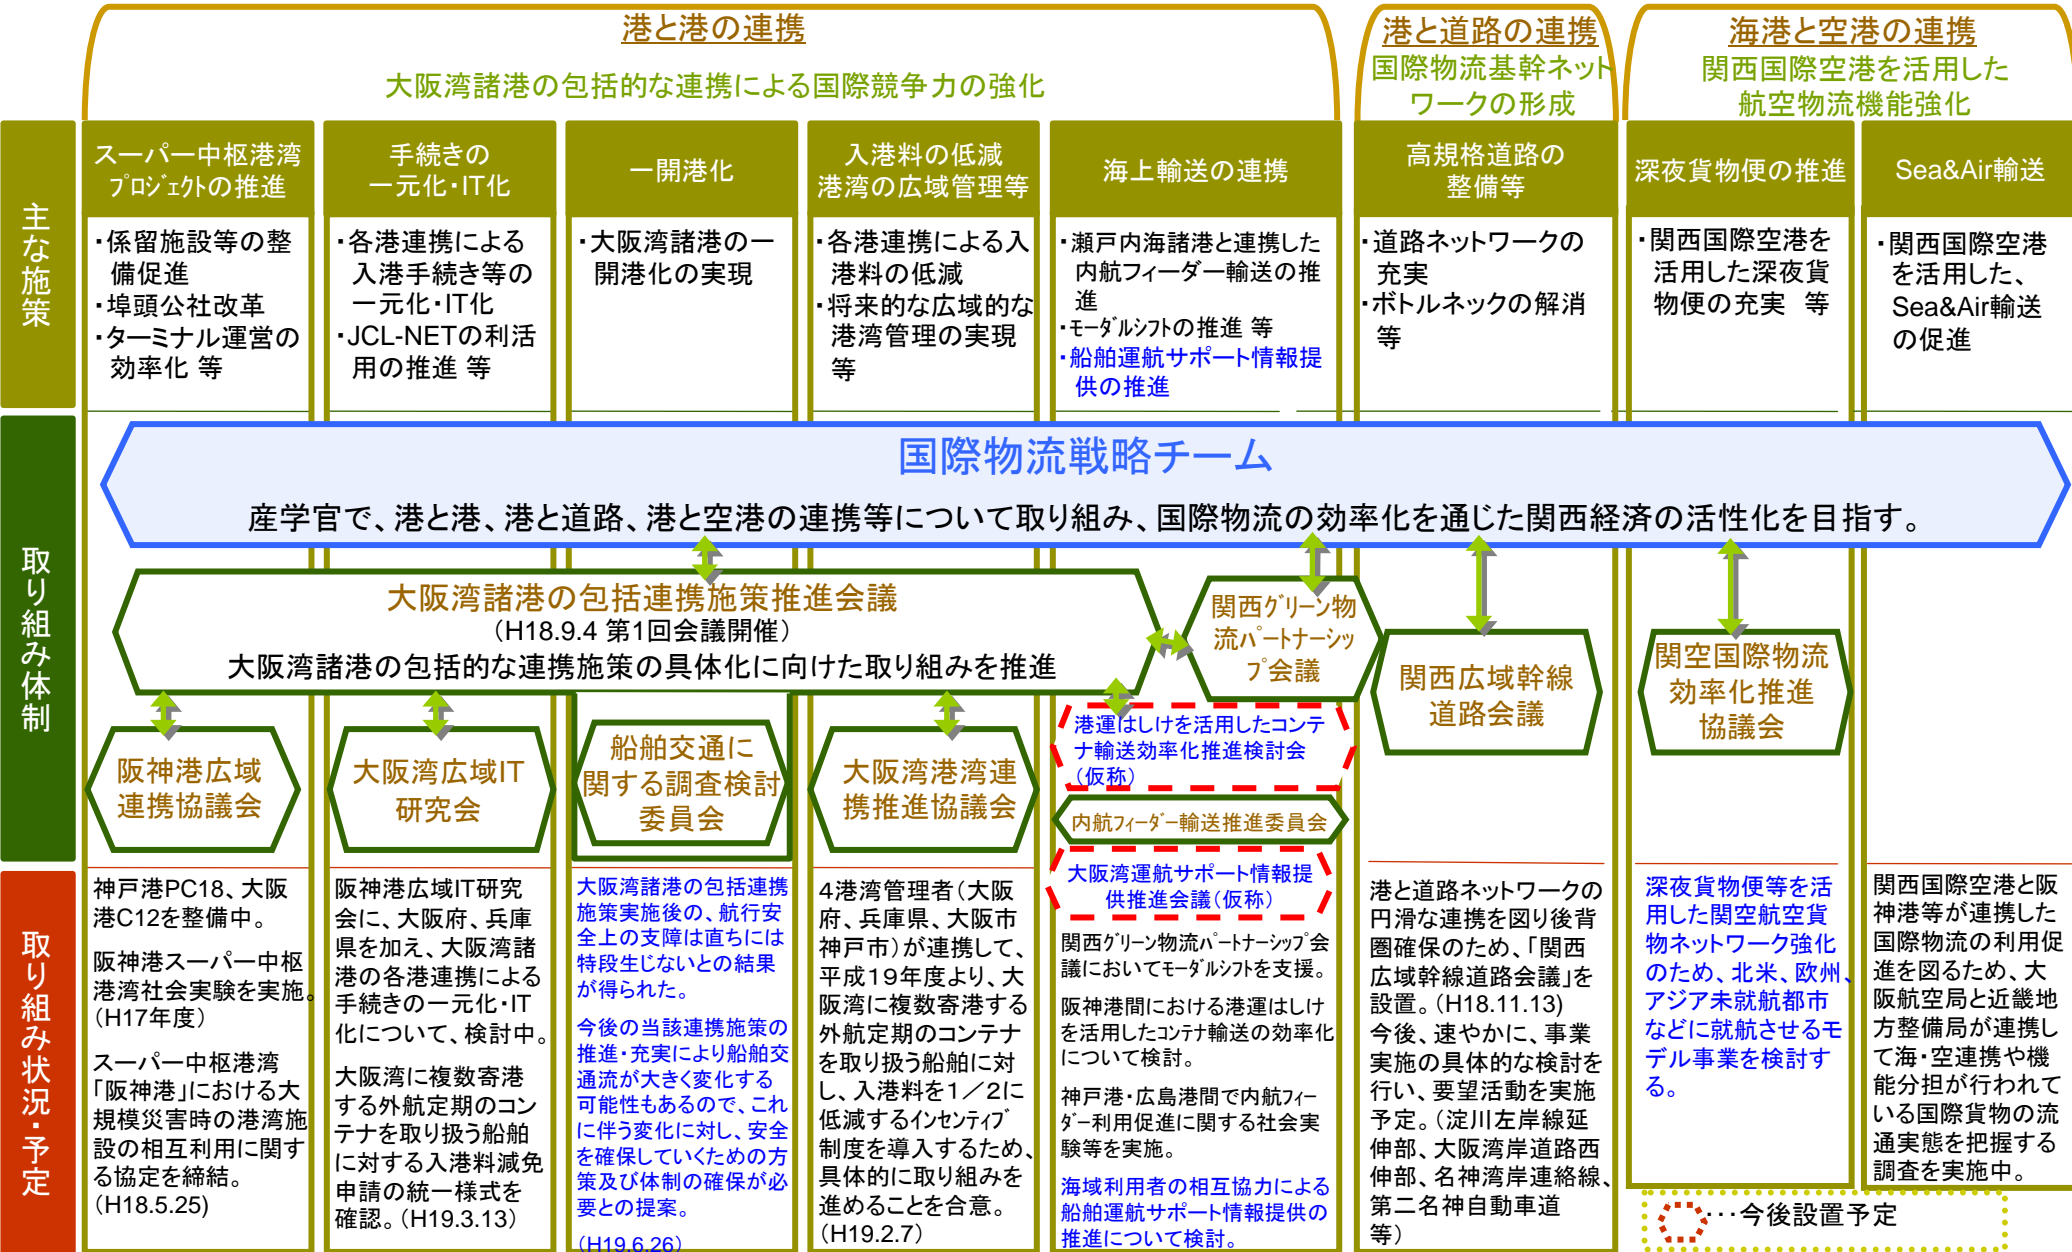 港と港の連携
大阪湾諸港の包括的な連携による国際競争力の強化
港と道路の連携
国際物流基幹ネット
ワークの形成
海港と空港の連携
関西国際空港を活用した
航空物流機能強化
主な施策
スーパー中枢港湾
プロジェクトの推進
・係留施設等の整
備促進
・埠頭公社改革
・ターミナル運営の
効率化 等
手続きの
一元化・IT化
・各港連携による
入港手続き等の
一元化・IT化
・JCL-NETの利活
用の推進 等
一開港化
・大阪湾諸港の一
開港化の実現
入港料の低減
港湾の広域管理等
・各港連携による入
港料の低減
・将来的な広域的な
港湾管理の実現
等
海上輸送の連携
・瀬戸内海諸港と連携した
内航フィーダー輸送の推
進
・モーダルシフトの推進 等
・船舶運航サポート情報提
供の推進
高規格道路の
整備等
・道路ネットワークの
充実
・ボトルネックの解消
等
深夜貨物便の推進
・関西国際空港を
活用した深夜貨
物便の充実 等
Sea&Air輸送
・関西国際空港
を活用した、
Sea&Air輸送
の促進
取り組み体制
国際物流戦略チーム
産学官で、港と港、港と道路、港と空港の連携等について取り組み、国際物流の効率化を通じた関西経済の活性化を目指す。
大阪湾諸港の包括連携施策推進会議
(H18.9.4 第1回会議開催)
大阪湾諸港の包括的な連携施策の具体化に向けた取り組みを推進
関西グリーン物
流パートナーシッ
プ会議
阪神港広域
連携協議会
大阪湾広域IT
研究会
船舶交通に
関する調査検討
委員会
大阪湾港湾連
携推進協議会
港運はしけを活用したコンテ
ナ輸送効率化推進検討会
(仮称)
内航フィーダー輸送推進委員会
大阪湾運航サポート情報提
供推進会議(仮称)
関西広域幹線
道路会議
関空国際物流
効率化推進
協議会
取り組み状況・予定
神戸港PC18、大阪
港C12を整備中。
阪神港スーパー中枢
港湾社会実験を実施。
(H17年度)
スーパー中枢港湾
「阪神港」における大
規模災害時の港湾施
設の相互利用に関す
る協定を締結。
(H18.5.25)
阪神港広域IT研究
会に、大阪府、兵庫
県を加え、大阪湾諸
港の各港連携による
手続きの一元化・IT
化について、検討中。
大阪湾に複数寄港
する外航定期のコン
テナを取り扱う船舶
に対する入港料減免
申請の統一様式を
確認。(H19.3.13)
大阪湾諸港の包括連携
施策実施後の、航行安
全上の支障は直ちには
特段生じないとの結果
が得られた。
今後の当該連携施策の
推進・充実により船舶交
通流が大きく変化する
可能性もあるので、これ
に伴う変化に対し、安全
を確保していくための方
策及び体制の確保が必
要との提案。
(H19.6.26)
4港湾管理者(大阪
府、兵庫県、大阪市
神戸市)が連携して、
平成19年度より、大
阪湾に複数寄港する
外航定期のコンテナ
を取り扱う船舶に対
し、入港料を1/2に
低減するインセンティブ
制度を導入するため、
具体的に取り組みを
進めることを合意。
(H19.2.7)
関西グリーン物流パートナーシップ会
議においてモーダルシフトを支援。
阪神港間における港運はしけ
を活用したコンテナ輸送の効率化
について検討。
神戸港・広島港間で内航フィー
ダー利用促進に関する社会実
験等を実施。
海域利用者の相互協力による
船舶運航サポート情報提供の
推進について検討。
港と道路ネットワークの
円滑な連携を図り後背
圏確保のため、「関西
広域幹線道路会議」を
設置。(H18.11.13)
今後、速やかに、事業
実施の具体的な検討を
行い、要望活動を実施
予定。(淀川左岸線延
伸部、大阪湾岸道路西
伸部、名神湾岸連絡線、
第二名神自動車道
等)
深夜貨物便等を活
用した関空航空貨
物ネットワーク強化
のため、北米、欧州、
アジア未就航都市
などに就航させるモ
デル事業を検討す
る。
関西国際空港と阪
神港等が連携した
国際物流の利用促
進を図るため、大
阪航空局と近畿地
方整備局が連携し
て海・空連携や機
能分担が行われて
いる国際貨物の流
通実態を把握する
調査を実施中。
・・・今後設置予定